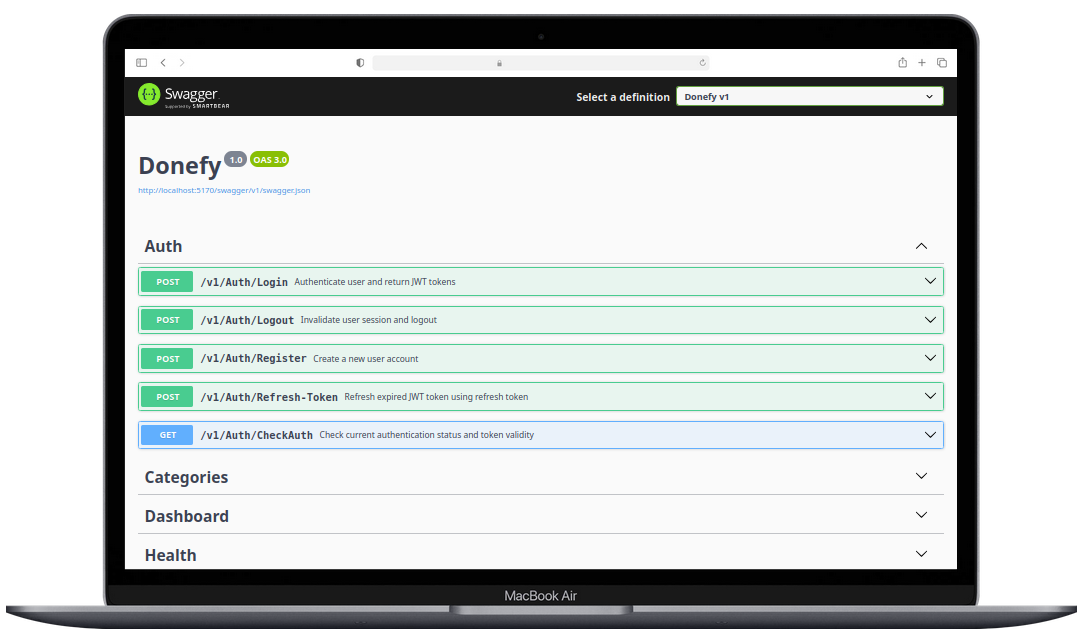 Swagger
Supported by SMARTBEAR
Select a definition
Donefy v1
Donefy 1.0 OAS 3.0
http://localhost:5170/swagger/v1/swagger.json
Auth
POST /v1/Auth/Login Authenticate user and return JWT tokens
POST /v1/Auth/Logout Invalidate user session and logout
POST /v1/Auth/Register Create a new user account
POST /v1/Auth/Refresh-Token Refresh expired JWT token using refresh token
GET /v1/Auth/CheckAuth Check current authentication status and token validity
Categories
Dashboard
Health
MacBook Air